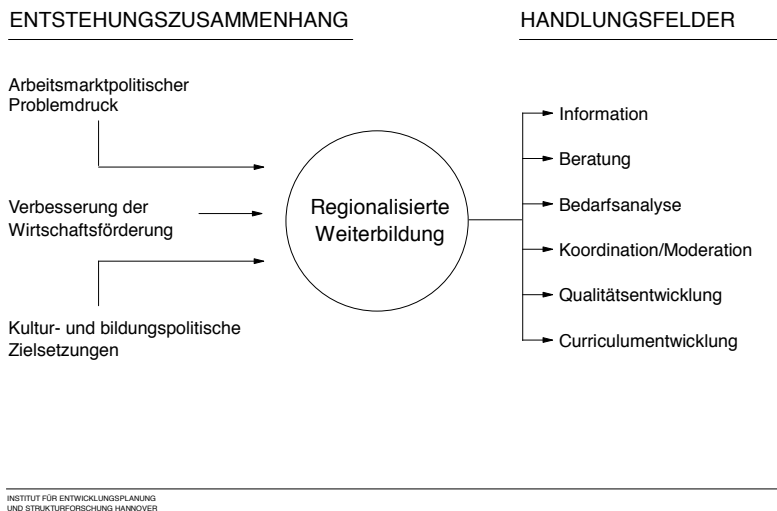 ENTSTEHUNGSZUSAMMENHANG
HANDLUNGSFELDER
Arbeitsmarktpolitischer
Problemdruck
Verbesserung der
Wirtschaftsförderung
Kultur- und bildungspolitische
Zielsetzungen
Regionalisierte
Weiterbildung
Information
Beratung
Bedarfsanalyse
Koordination/Moderation
Qualitätsentwicklung
Curriculumentwicklung
INSTITUT FÜR ENTWICKLUNGSPLANUNG
UND STRUKTURFORSCHUNG HANNOVER